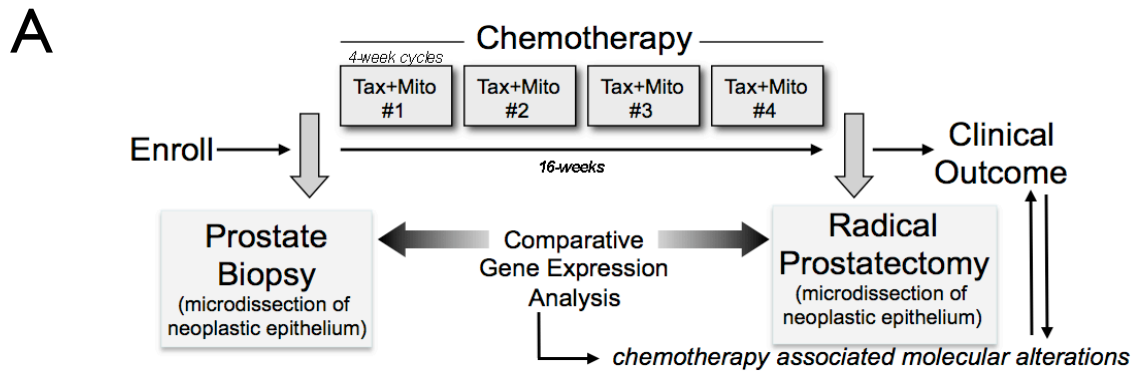 A
Chemotherapy
4-week cycles
Tax+Mito
#1
Tax+Mito
#2
Tax+Mito
#3
Tax+Mito
#4
Enroll
16-weeks
Clinical
Outcome
Prostate
Biopsy
(microdissection of
neoplastic epithelium)
Comparative
Gene Expression
Analysis
Radical
Prostatectomy
(microdissection of
neoplastic epithelium)
chemotherapy associated molecular alterations